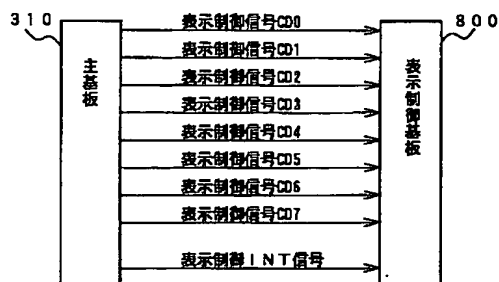 310
800
主基板
表示制御信号CD0
表示制御信号CD1
表示制御信号CD2
表示制御信号CD3
表示制御信号CD4
表示制御信号CD5
表示制御信号CD6
表示制御信号CD7
表示制御INT信号
表示制御基板